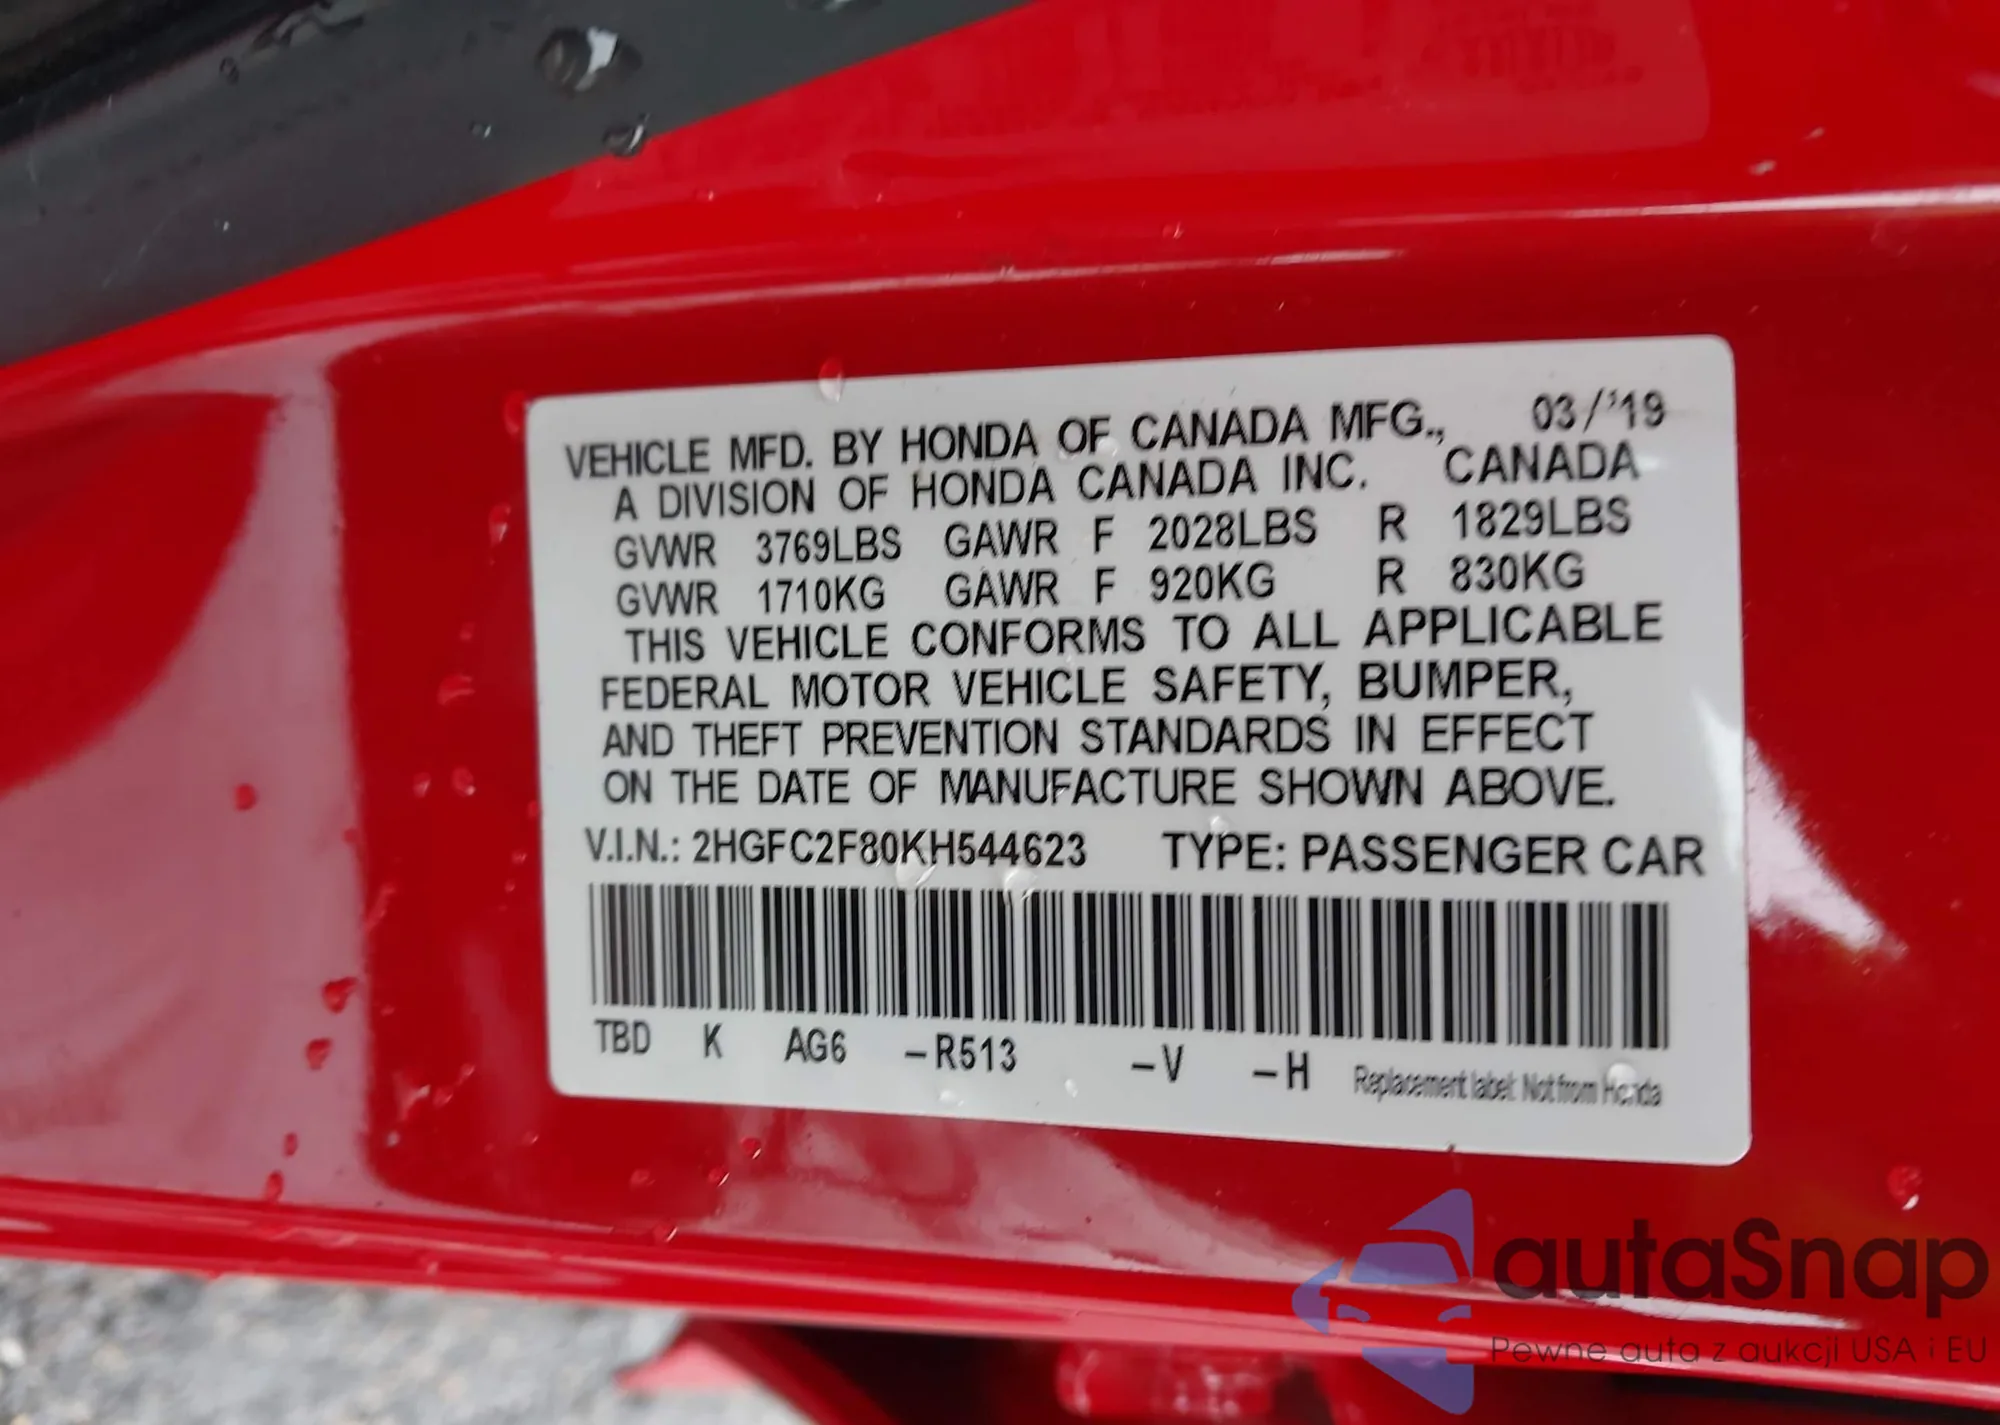 VEHICLE MFD. BY HONDA OF CANADA MFG., 03/'19
A DIVISION OF HONDA CANADA INC. CANADA
GVWR 3769LBS GAWR F 2028LBS R 1829LBS
GVWR 1710KG GAWR F 920KG R 830KG
THIS VEHICLE CONFORMS TO ALL APPLICABLE
FEDERAL MOTOR VEHICLE SAFETY, BUMPER,
AND THEFT PREVENTION STANDARDS IN EFFECT
ON THE DATE OF MANUFACTURE SHOWN ABOVE.
V.I.N.: 2HGFC2F80KH544623 TYPE: PASSENGER CAR
TBD K AG6 -R513 -V -H Replacement label: Not from Honda
autaSnap
Pewne auta z aukcji USA i EU